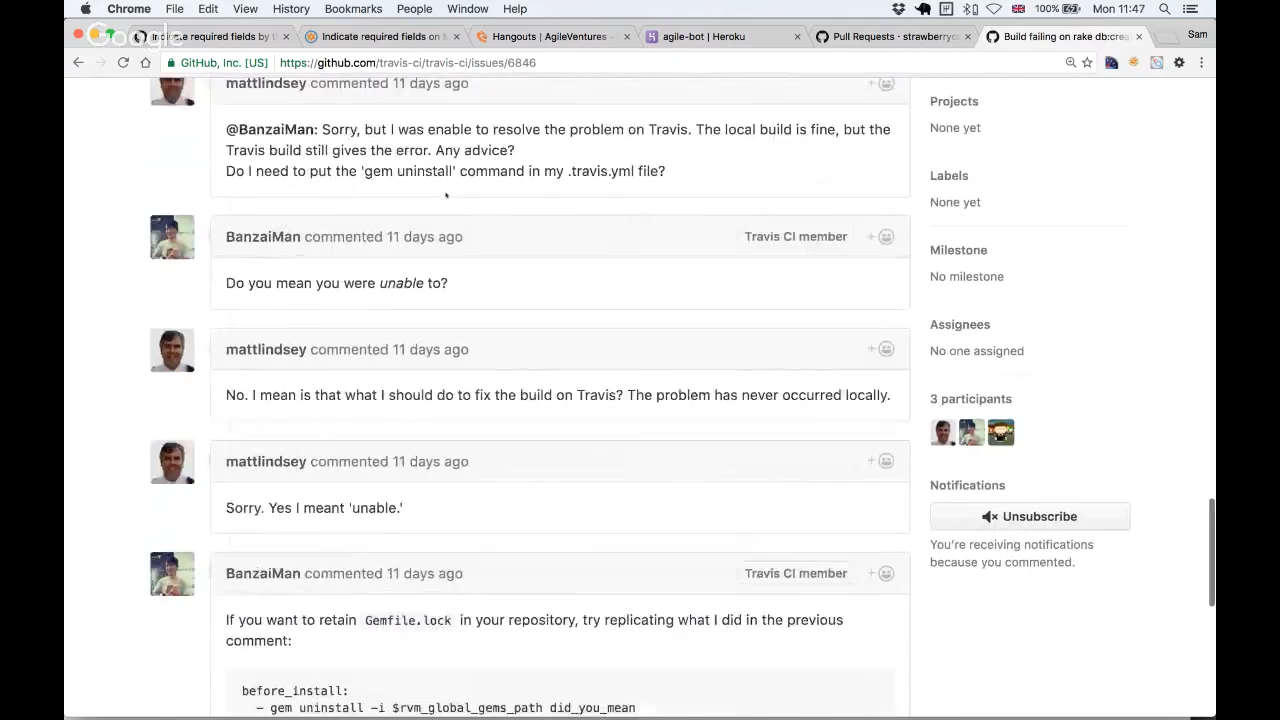 Chrome File Edit View History Bookmarks People Window Help 100% Mon 11:47
Google
Indicate required fields by th × Indicate required fields on × Hangouts | AgileVentures - × agile-bot | Heroku × Pull Requests · strawberryca × Build failing on rake db:crea × Sam
GitHub, Inc. [US] https://github.com/travis-ci/travis-ci/issues/6846
mattlindsey commented 11 days ago
@BanzaiMan: Sorry, but I was enable to resolve the problem on Travis. The local build is fine, but the
Travis build still gives the error. Any advice?
Do I need to put the 'gem uninstall' command in my .travis.yml file?
BanzaiMan commented 11 days ago Travis CI member
Do you mean you were unable to?
mattlindsey commented 11 days ago
No. I mean is that what I should do to fix the build on Travis? The problem has never occurred locally.
mattlindsey commented 11 days ago
Sorry. Yes I meant 'unable.'
BanzaiMan commented 11 days ago Travis CI member
If you want to retain Gemfile.lock in your repository, try replicating what I did in the previous
comment:
before_install:
- gem uninstall -i $rvm_global_gems_path did_you_mean
Projects
None yet
Labels
None yet
Milestone
No milestone
Assignees
No one assigned
3 participants
Notifications
Unsubscribe
You're receiving notifications
because you commented.